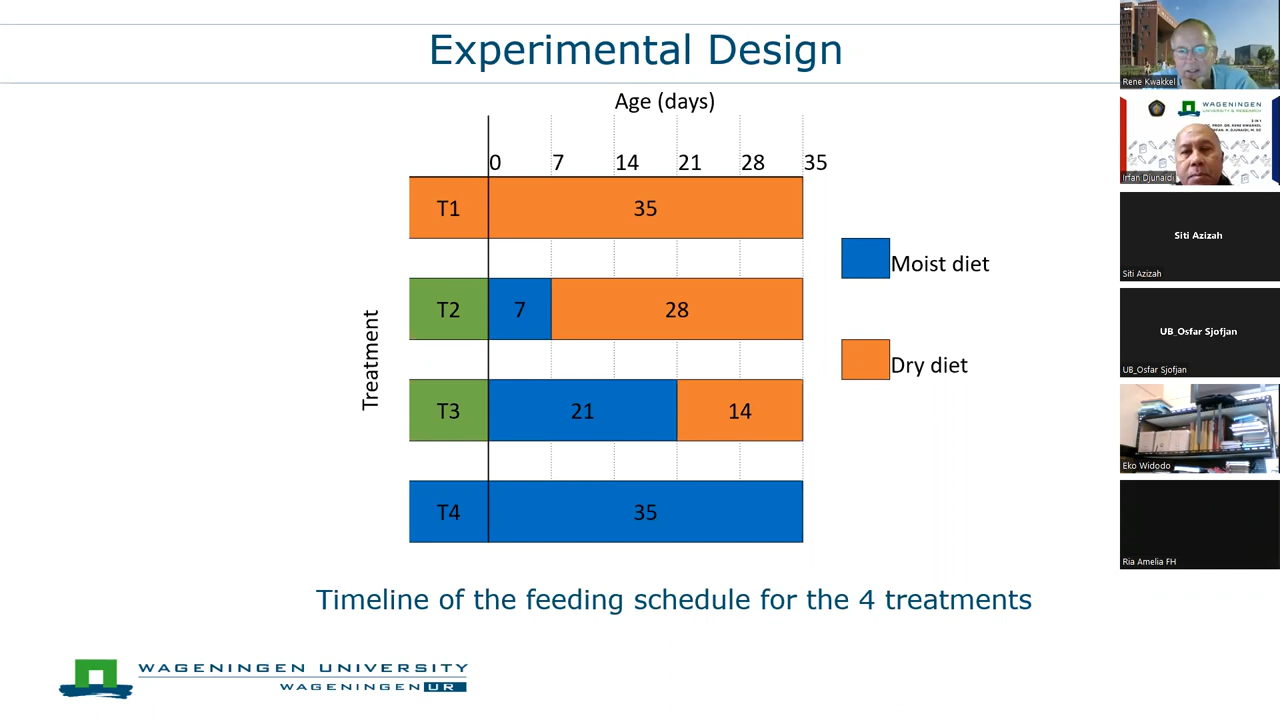 Experimental Design
Age (days)
0 7 14 21 28 35
T1 35
T2 7 28
T3 21 14
T4 35
Treatment
Moist diet
Dry diet
Timeline of the feeding schedule for the 4 treatments
WAGENINGEN UNIVERSITY
WAGENINGEN UR
Rene Kwakkel
WAGENINGEN
UNIVERSITY & RESEARCH
Irfan Djunaidi
Siti Azizah
Siti Azizah
UB_Osfar Sjofjan
UB_Osfar Sjofjan
Eko Widodo
Ria Amelia FH